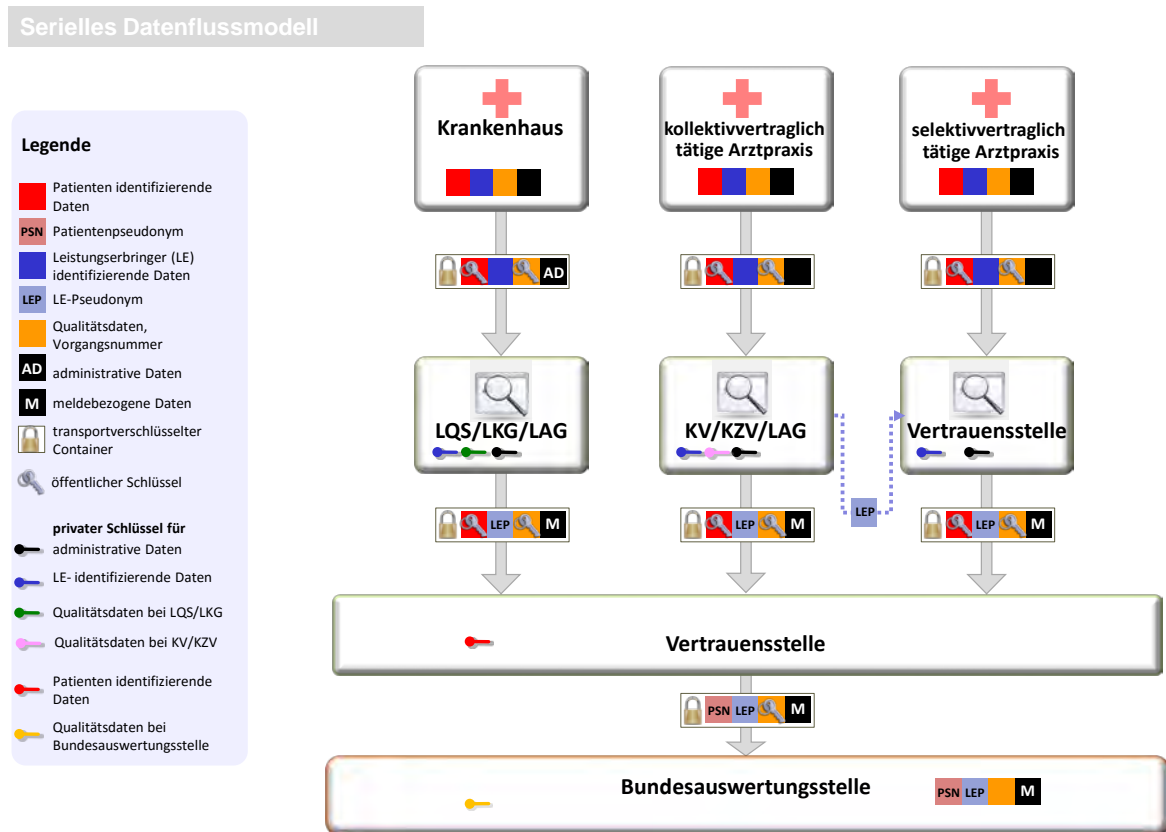 Serielles Datenflussmodell
Legende
Patienten identifizierende
Daten
PSN Patientenpseudonym
Leistungserbringer (LE)
identifizierende Daten
LEP LE-Pseudonym
Qualitätsdaten,
Vorgangsnummer
AD administrative Daten
M meldebezogene Daten
transportverschlüsselter
Container
öffentlicher Schlüssel
privater Schlüssel für
administrative Daten
LE- identifizierende Daten
Qualitätsdaten bei LQS/LKG
Qualitätsdaten bei KV/KZV
Patienten identifizierende
Daten
Qualitätsdaten bei
Bundesauswertungsstelle
Krankenhaus
kollektivvertraglich
tätige Arztpraxis
selektivvertraglich
tätige Arztpraxis
AD
LQS/LKG/LAG
KV/KZV/LAG
Vertrauensstelle
LEP
LEP M
LEP M
LEP M
Vertrauensstelle
PSN LEP M
Bundesauswertungsstelle
PSN LEP M